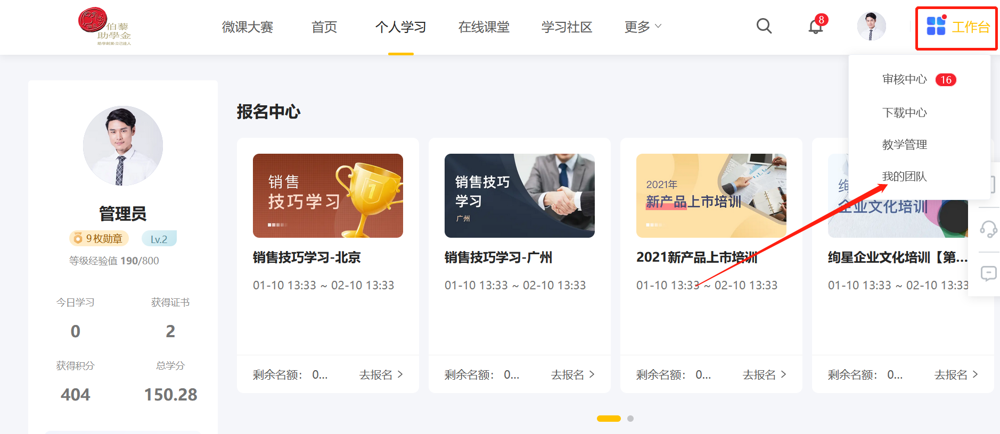 伯藜
助學金
助學創業·立己達人
微课大赛
首页
个人学习
在线课堂
学习社区
更多
8
工作台
审核中心 16
下载中心
教学管理
我的团队
管理员
9枚勋章
Lv.2
等级经验值 190/800
今日学习
获得证书
0
2
获得积分
总学分
404
150.28
报名中心
销售
技巧学习
1
销售技巧学习-北京
01-10 13:33 ~ 02-10 13:33
剩余名额： 0...
去报名
销售技巧
学习
广州
销售技巧学习-广州
01-10 13:33 ~ 02-10 13:33
剩余名额： 0...
去报名
2021年
新产品上市培训
2021新产品上市培训
01-10 13:33 ~ 02-10 13:33
剩余名额： 0...
去报名
绚
企业文化培训
绚星企业文化培训【第...
01-10 13:33 ~ 02-10 13:33
剩余名额： 0...
去报名